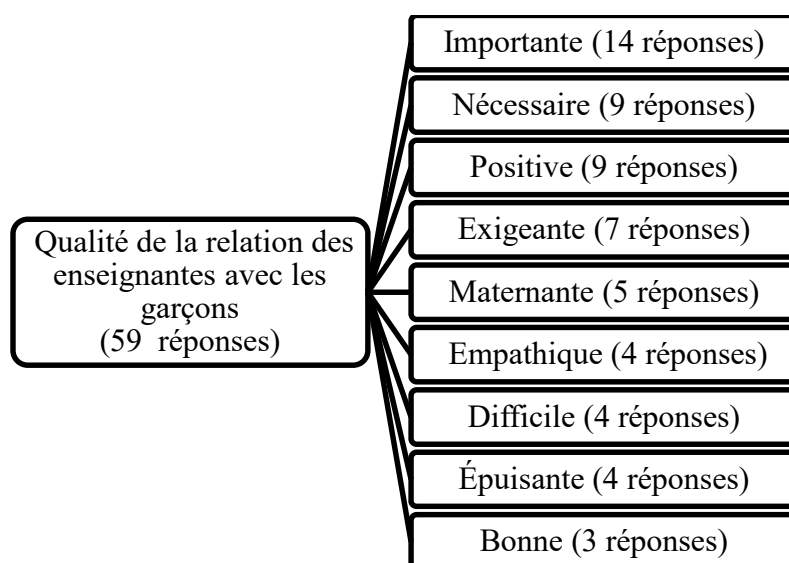 Qualité de la relation des
enseignantes avec les
garçons
(59 réponses)
Importante (14 réponses)
Nécessaire (9 réponses)
Positive (9 réponses)
Exigeante (7 réponses)
Maternante (5 réponses)
Empathique (4 réponses)
Difficile (4 réponses)
Épuisante (4 réponses)
Bonne (3 réponses)